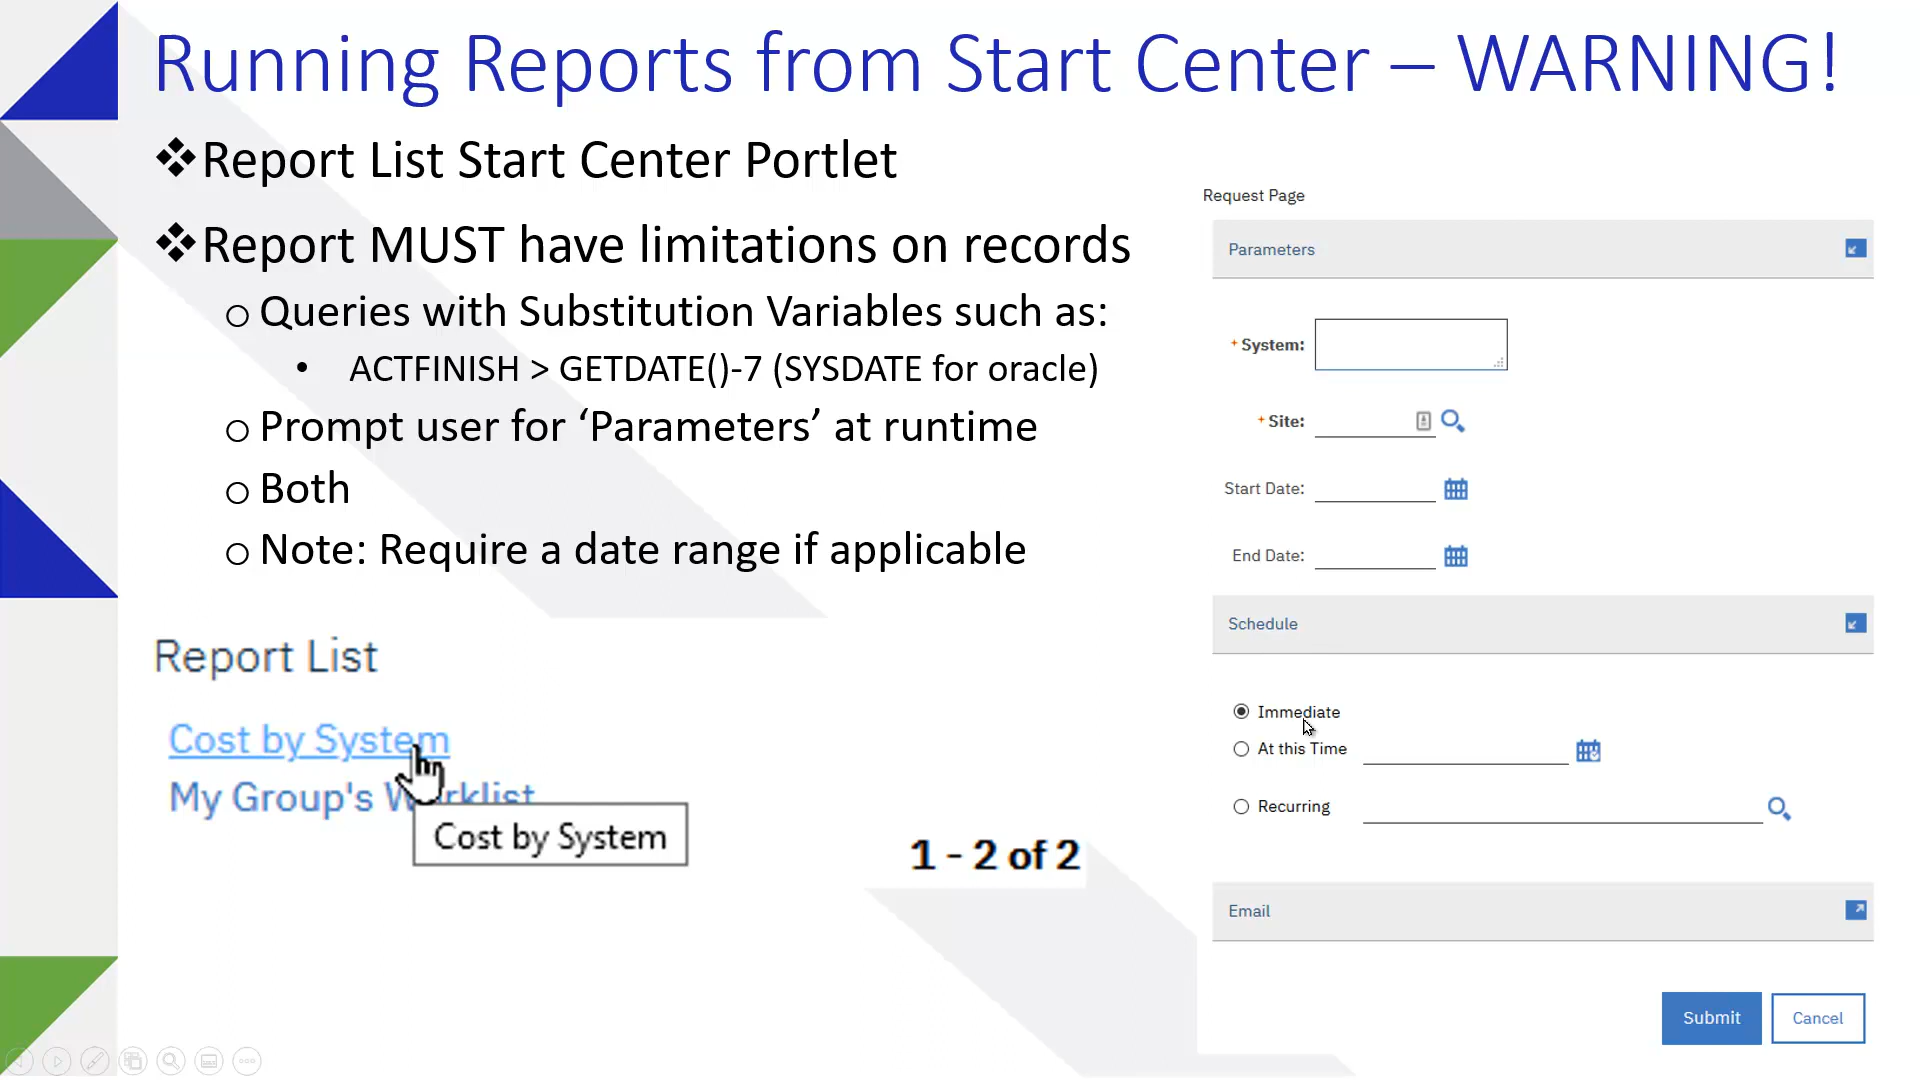 Running Reports from Start Center – WARNING!
❖Report List Start Center Portlet
❖Report MUST have limitations on records
o Queries with Substitution Variables such as:
• ACTFINISH > GETDATE()-7 (SYSDATE for oracle)
o Prompt user for ‘Parameters’ at runtime
o Both
o Note: Require a date range if applicable
Report List
Cost by System
My Group's Worklist
Cost by System
1 - 2 of 2
Request Page
Parameters
* System:
* Site:
Start Date:
End Date:
Schedule
Immediate
At this Time
Recurring
Email
Submit Cancel